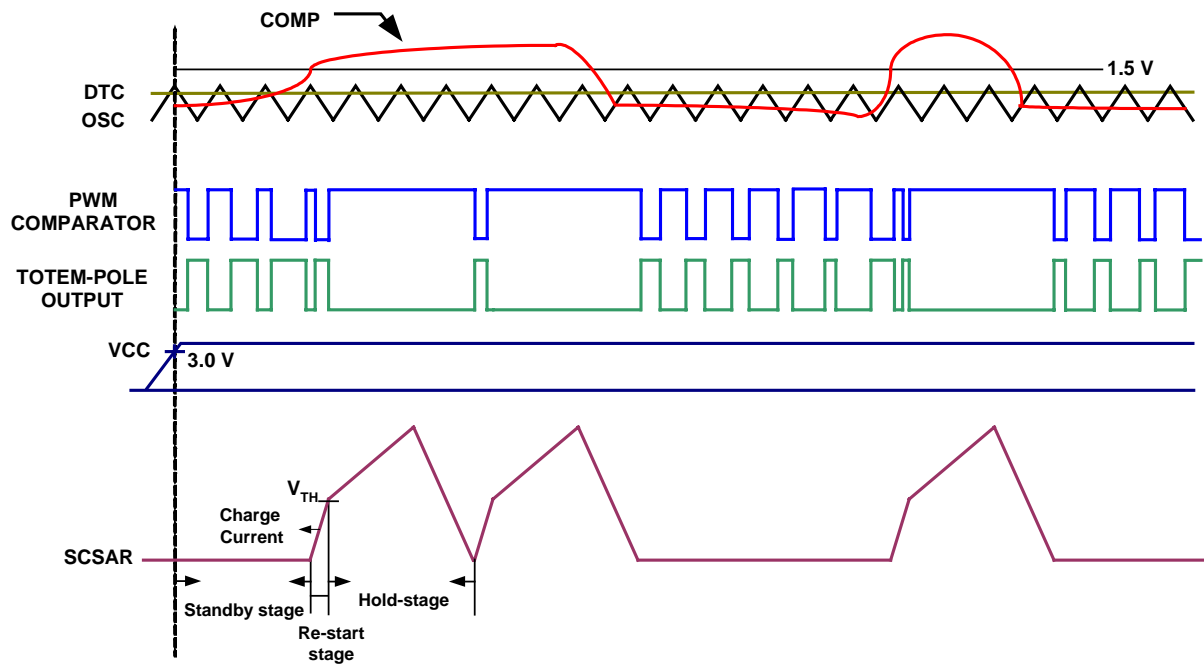 COMP
1.5 V
DTC
OSC
PWM
COMPARATOR
TOTEM-POLE
OUTPUT
VCC
3.0 V
VTH
Charge
Current
SCSAR
Standby stage
Hold-stage
Re-start
stage